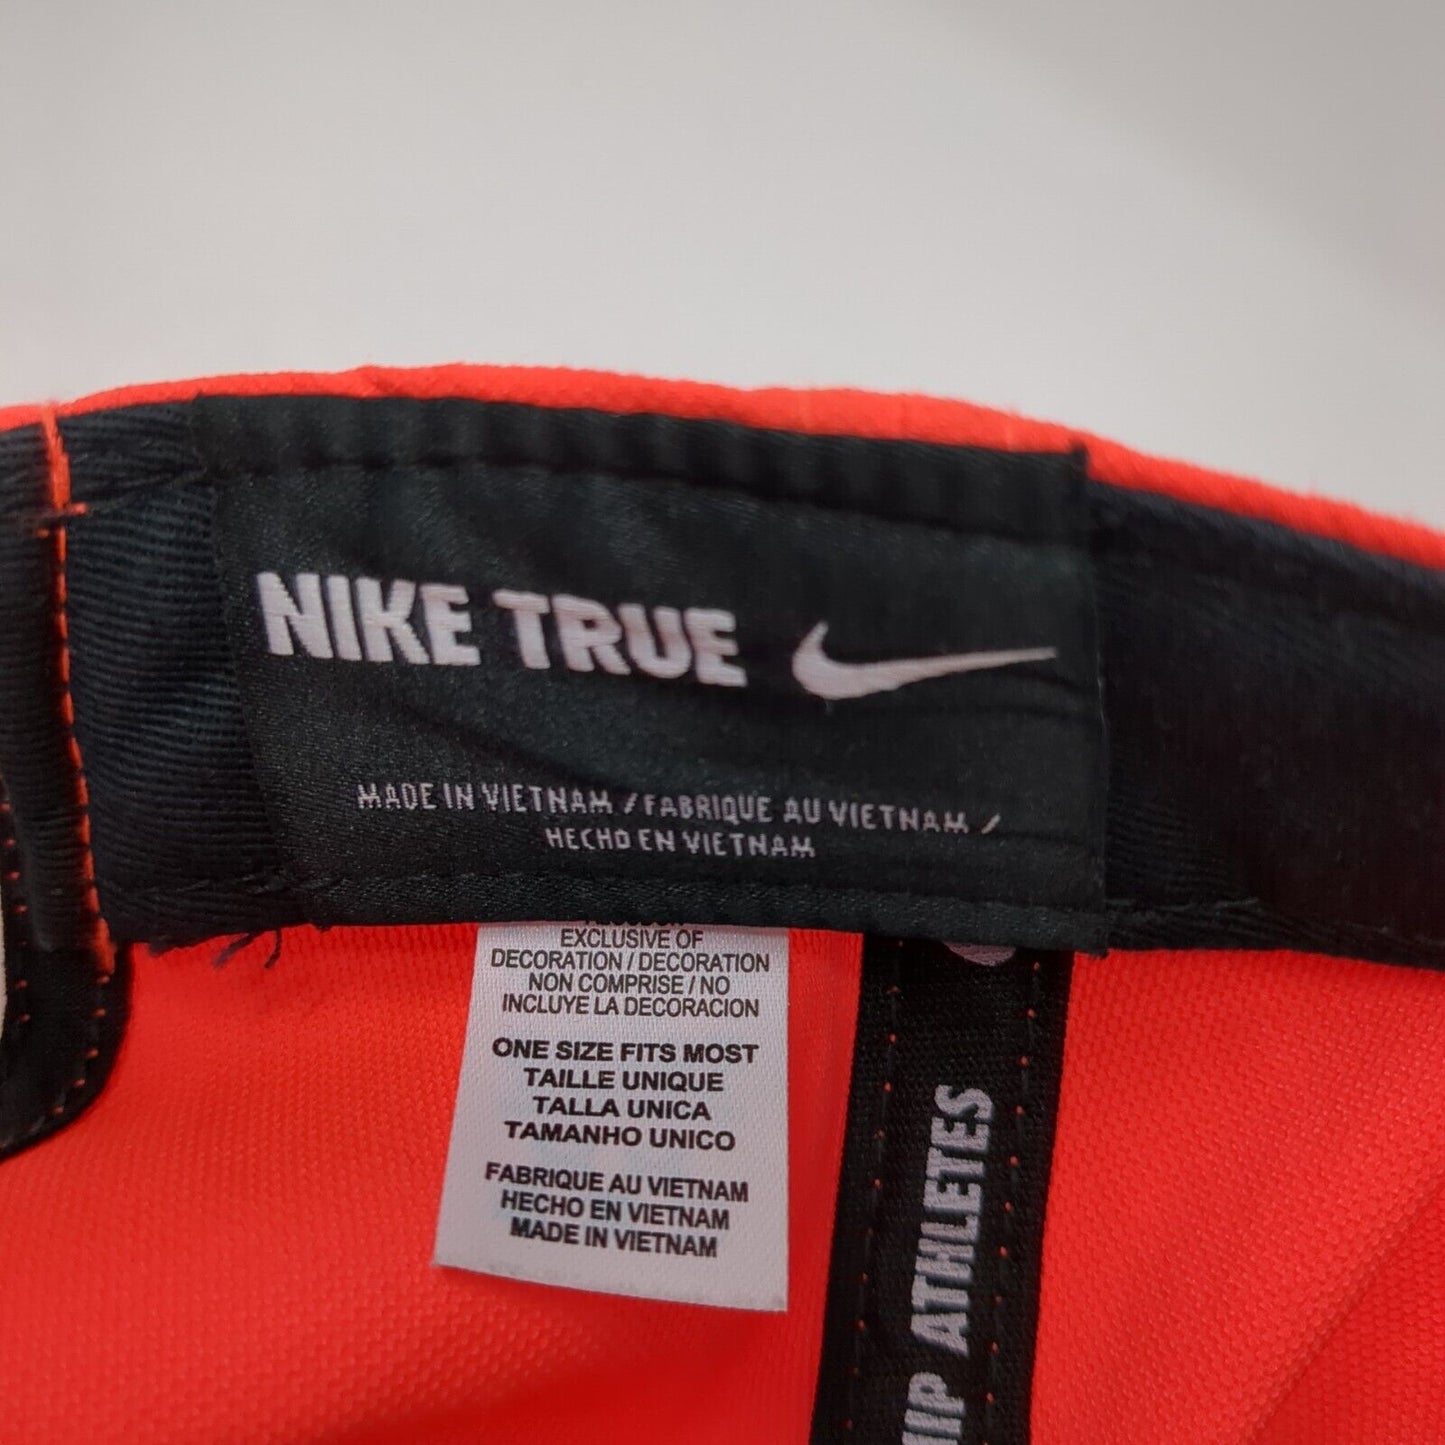 NIKE TRUE
MADE IN VIETNAM / FABRIQUE AU VIETNAM /
HECHO EN VIETNAM
EXCLUSIVE OF
DECORATION / DECORATION
NON COMPRISE / NO
INCLUYE LA DECORACION
ONE SIZE FITS MOST
TAILLE UNIQUE
TALLA UNICA
TAMANHO UNICO
FABRIQUE AU VIETNAM
HECHO EN VIETNAM
MADE IN VIETNAM
ATHLETES